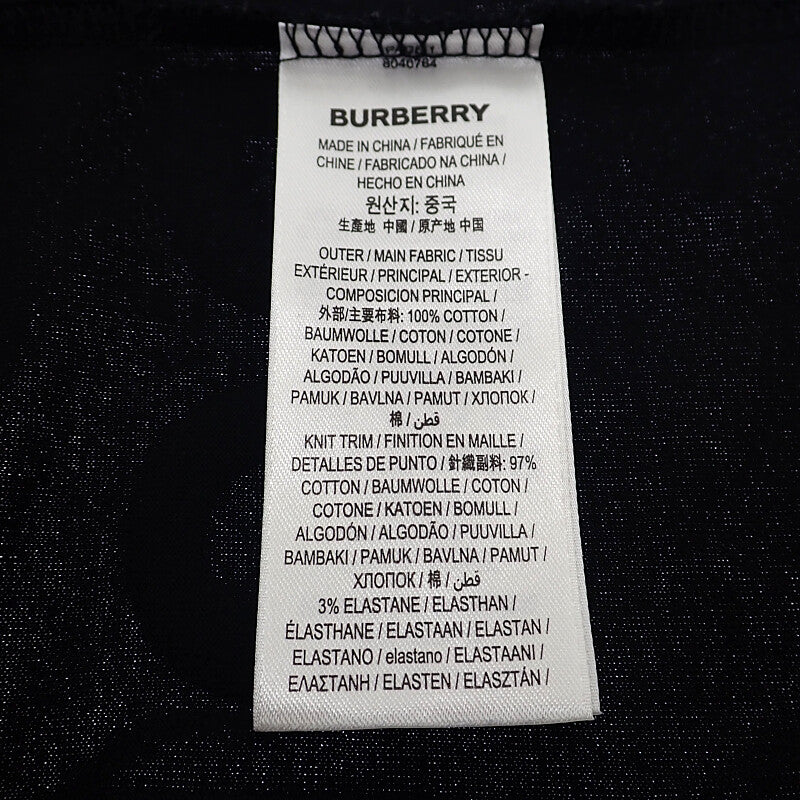 8040764
BURBERRY
MADE IN CHINA / FABRIQUÉ EN
CHINE / FABRICADO NA CHINA /
HECHO EN CHINA
원산지: 중국
生產地 中國 / 原产地 中国
OUTER / MAIN FABRIC / TISSU
EXTÉRIEUR / PRINCIPAL / EXTERIOR -
COMPOSICION PRINCIPAL /
外部/主要布料: 100% COTTON /
BAUMWOLLE / COTON / COTONE /
KATOEN / BOMULL / ALGODÓN /
ALGODÃO / PUUVILLA / BAMBAKI /
PAMUK / BAVLNA / PAMUT / ХЛОПОК /
棉 / قطن /
KNIT TRIM / FINITION EN MAILLE /
DETALLES DE PUNTO / 針織副料: 97%
COTTON / BAUMWOLLE / COTON /
COTONE / KATOEN / BOMULL /
ALGODÓN / ALGODÃO / PUUVILLA /
BAMBAKI / PAMUK / BAVLNA / PAMUT /
ХЛОПОК / 棉 / قطن
3% ELASTANE / ELASTHAN /
ÉLASTHANE / ELASTAAN / ELASTAN /
ELASTANO / elastano / ELASTAANI /
ΕΛΑΣΤΑΝΗ / ELASTEN / ELASZTÁN /